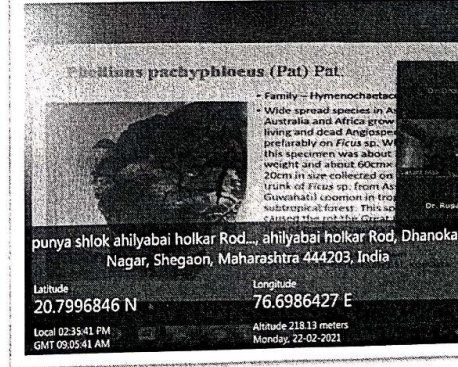 Phellinus pachyphloeus (Pat) Pat.
• Family – Hymenochaetac
• Wide spread species in As
Australia and Africa grow
living and dead Angiosper
prefarably on Ficus sp. Wh
this specimen was about
weight and about 60cmx
20cm in size collected on
trunk of Ficus sp. from As
Guwahati) coomon in trop
subtropical forest. This sp
caused the rot the Great
Dr. Rupa
punya shlok ahilyabai holkar Rod..., ahilyabai holkar Rod, Dhanoka
Nagar, Shegaon, Maharashtra 444203, India
Latitude
20.7996846 N
Longitude
76.6986427 E
Local 02:35:41 PM
GMT 09:05:41 AM
Altitude 218.13 meters
Monday, 22-02-2021